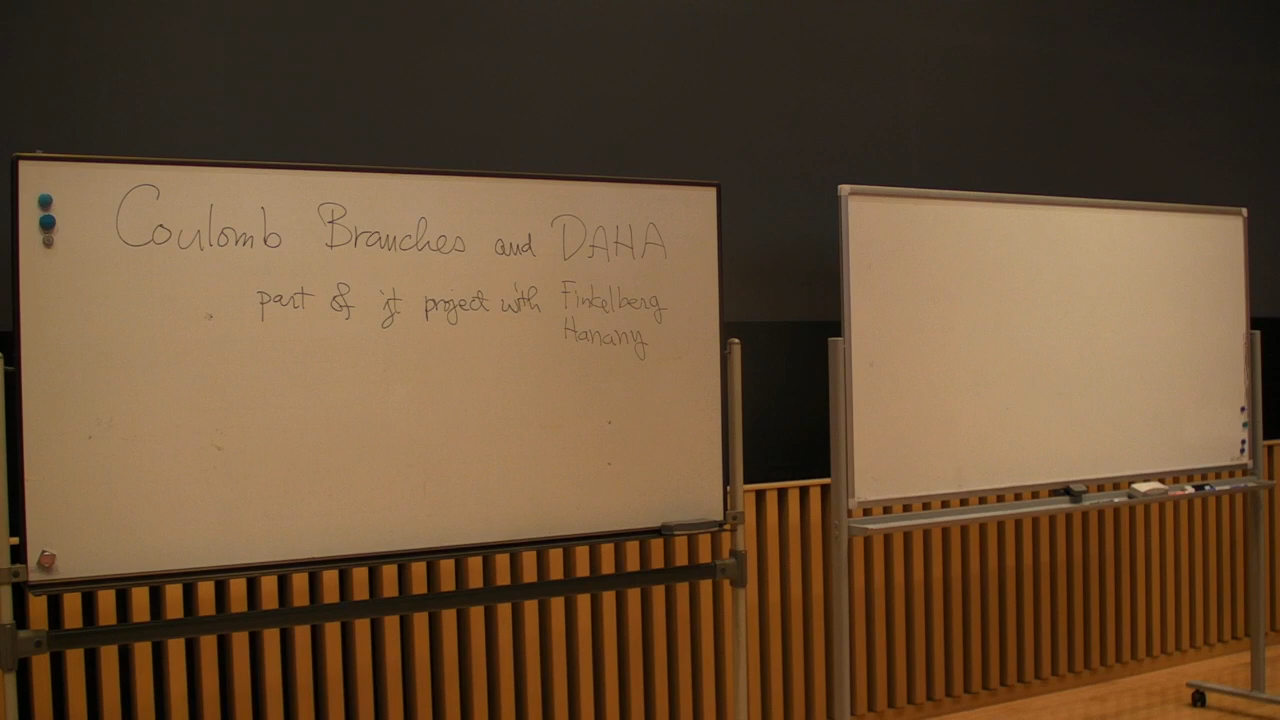 Coulomb Branches and DAHA
part of jt project with Finkelberg
Hanany